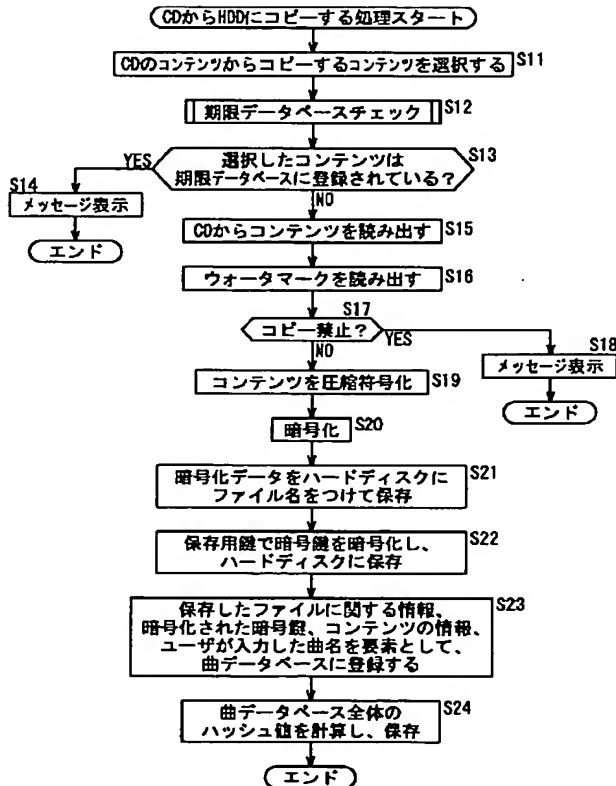 CDからHDDにコピーする処理スタート
CDのコンテンツからコピーするコンテンツを選択する
S11
期限データベースチェック
S12
選択したコンテンツは
期限データベースに登録されている？
S13
YES
S14
メッセージ表示
エンド
NO
CDからコンテンツを読み出す
S15
ウォータマークを読み出す
S16
S17
コピー禁止？
YES
S18
メッセージ表示
エンド
NO
コンテンツを圧縮符号化
S19
暗号化
S20
暗号化データをハードディスクに
ファイル名をつけて保存
S21
保存用鍵で暗号鍵を暗号化し、
ハードディスクに保存
S22
保存したファイルに関する情報、
暗号化された暗号鍵、コンテンツの情報、
ユーザが入力した曲名を要素として、
曲データベースに登録する
S23
曲データベース全体の
ハッシュ値を計算し、保存
S24
エンド